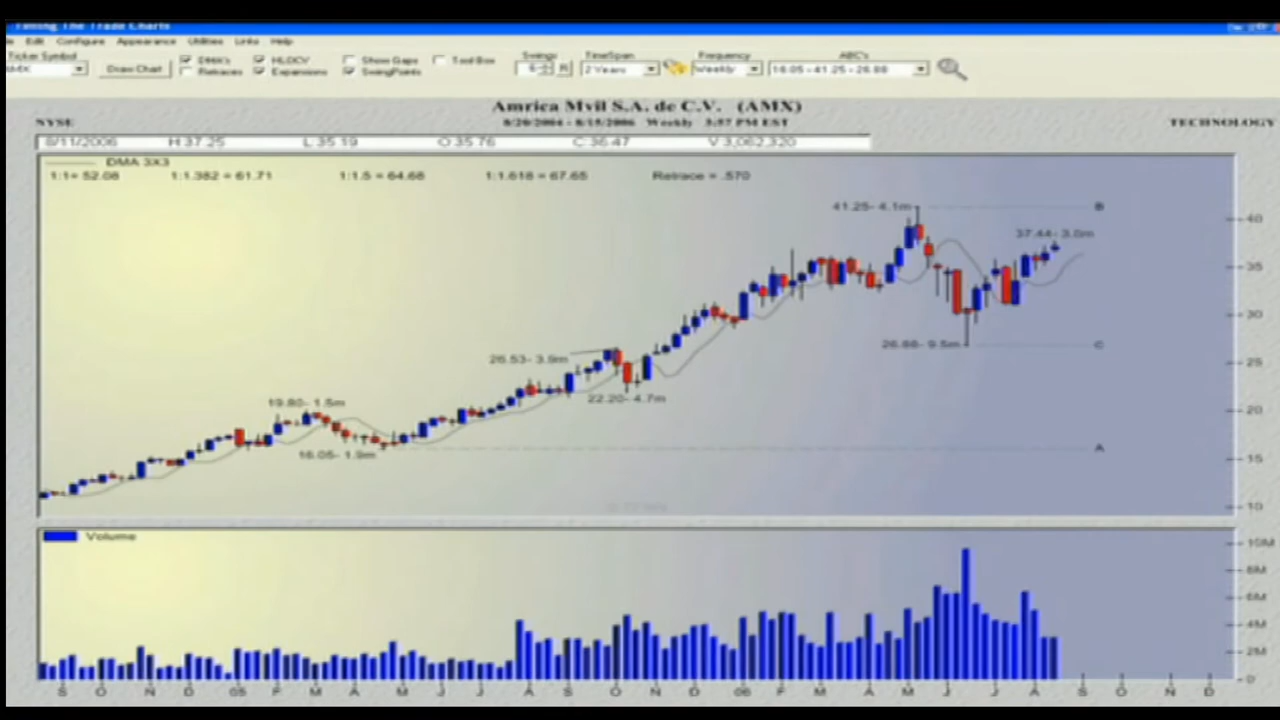 Timing The Trade Charts
Edit Configure Appearance Utilities Links Help
Ticker Symbol
Draw Chart
DMA's HLOCV Show Gaps Tool Box
Retraces Expansions SwingPoints
Swings TimeSpan Frequency ABC's
2 Years Weekly 16.05 - 41.25 - 26.88
Amrica Mvil S.A. de C.V. (AMX)
NYSE 8/20/2004 - 8/15/2006 Weekly 3:57 PM EST TECHNOLOGY
8/11/2006 H 37.25 L 35.19 O 35.76 C 36.47 V 3,062,320
DMA 3X3
1:1= 52.08 1:1.382 = 61.71 1:1.5 = 64.68 1:1.618 = 67.65 Retrace = .570
41.25- 4.1m B
40
37.44- 3.0m
35
30
26.88- 9.5m C
26.53- 3.9m
25
22.20- 4.7m
19.80- 1.5m
20
16.05- 1.9m A
15
10
Volume
10M
8M
6M
4M
2M
0
S O N D 05 F M A M J J A S O N D 06 F M A M J J A S O N D